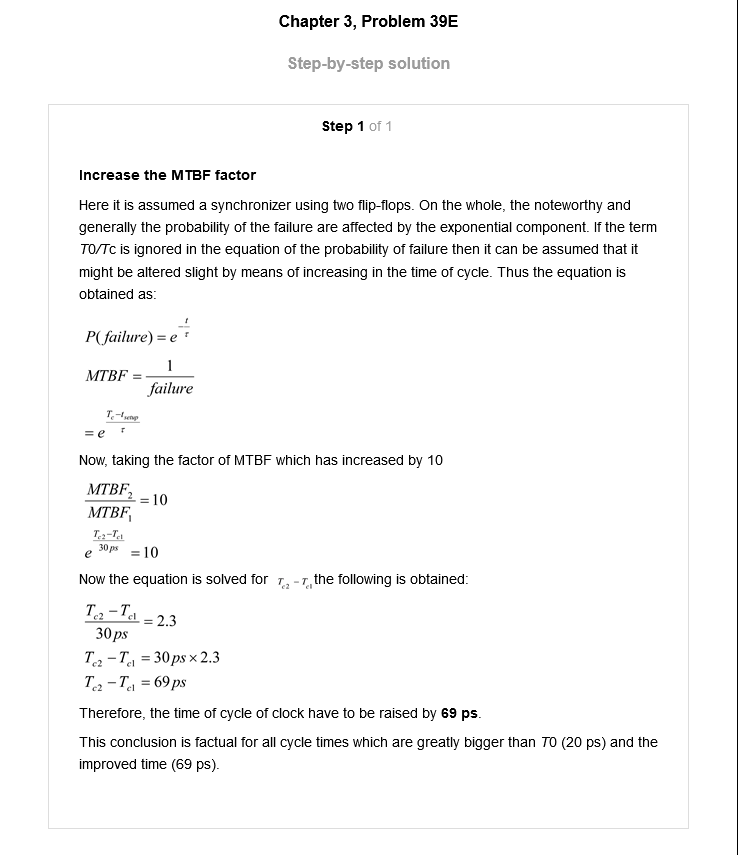 Chapter 3, Problem 39E
Step-by-step solution
Step 1 of 1
Increase the MTBF factor
Here it is assumed a synchronizer using two flip-flops. On the whole, the noteworthy and
generally the probability of the failure are affected by the exponential component. If the term
T0/Tc is ignored in the equation of the probability of failure then it can be assumed that it
might be altered slight by means of increasing in the time of cycle. Thus the equation is
obtained as:
P(failure) = e^{-\frac{t}{τ}}
MTBF = \frac{1}{failure}
= e^{\frac{T_c - t_{setup}}{τ}}
Now, taking the factor of MTBF which has increased by 10
\frac{MTBF_2}{MTBF_1} = 10
e^{\frac{T_{c2} - T_{c1}}{30 ps}} = 10
Now the equation is solved for T_{c2} - T_{c1} the following is obtained:
\frac{T_{c2} - T_{c1}}{30 ps} = 2.3
T_{c2} - T_{c1} = 30 ps × 2.3
T_{c2} - T_{c1} = 69 ps
Therefore, the time of cycle of clock have to be raised by 69 ps.
This conclusion is factual for all cycle times which are greatly bigger than T0 (20 ps) and the
improved time (69 ps).